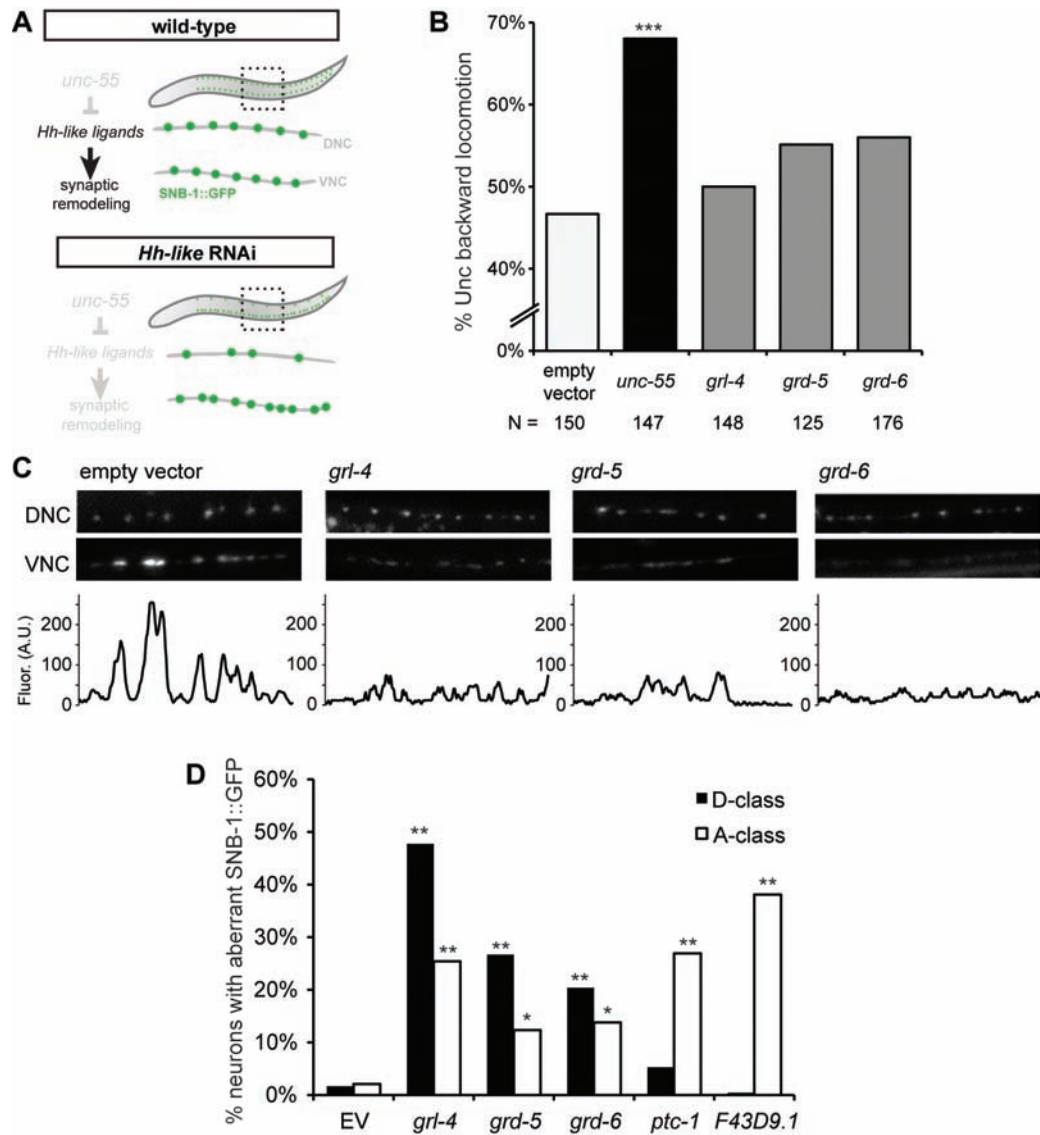 A
wild-type
unc-55
Hh-like ligands
synaptic
remodeling
DNC
VNC
SNB-1::GFP
Hh-like RNAi
unc-55
Hh-like ligands
synaptic
remodeling
B
% Unc backward locomotion
70%
60%
50%
40%
0%
***
empty
vector
unc-55
grl-4
grd-5
grd-6
N = 150 147 148 125 176
C
empty vector
grl-4
grd-5
grd-6
DNC
VNC
Fluor. (A.U.)
200
100
0
200
100
0
200
100
0
200
100
0
D
% neurons with aberrant SNB-1::GFP
60%
50%
40%
30%
20%
10%
0%
D-class
A-class
**
**
**
*
**
*
**
**
EV
grl-4
grd-5
grd-6
ptc-1
F43D9.1